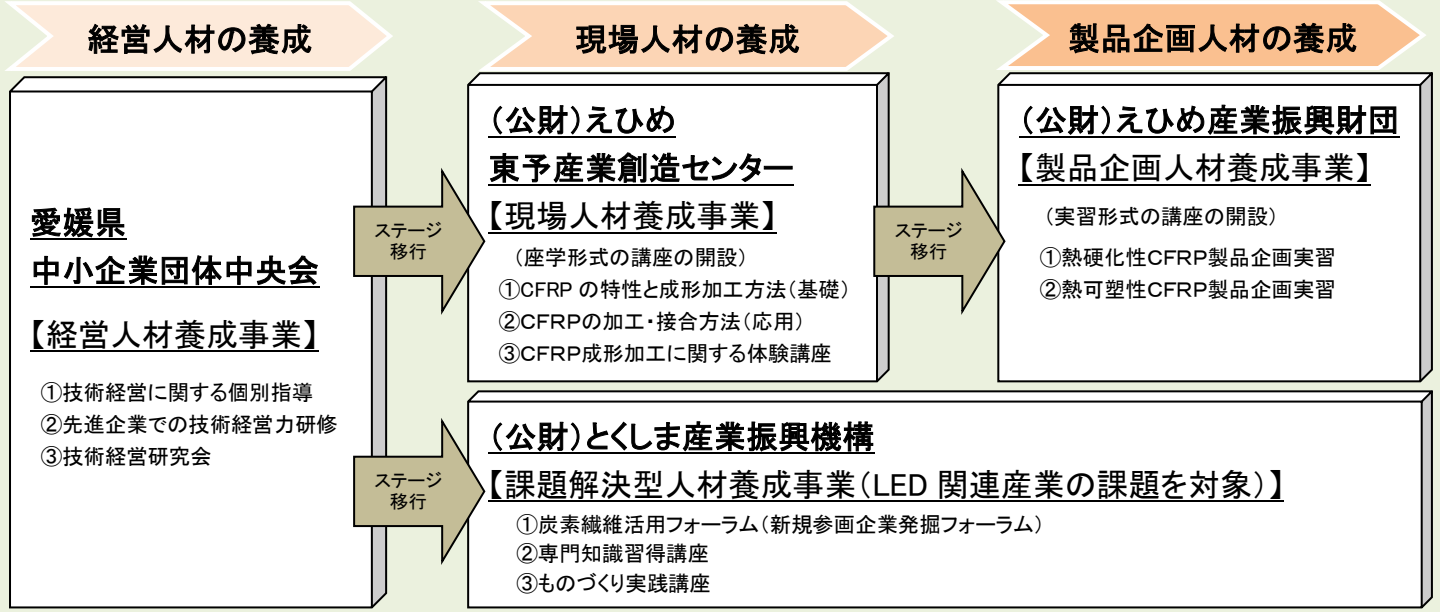 経営人材の養成
現場人材の養成
製品企画人材の養成
愛媛県
中小企業団体中央会
【経営人材養成事業】
①技術経営に関する個別指導
②先進企業での技術経営力研修
③技術経営研究会
ステージ
移行
(公財)えひめ
東予産業創造センター
【現場人材養成事業】
(座学形式の講座の開設)
①CFRP の特性と成形加工方法(基礎)
②CFRPの加工・接合方法(応用)
③CFRP成形加工に関する体験講座
ステージ
移行
(公財)えひめ産業振興財団
【製品企画人材養成事業】
(実習形式の講座の開設)
①熱硬化性CFRP製品企画実習
②熱可塑性CFRP製品企画実習
ステージ
移行
(公財)とくしま産業振興機構
【課題解決型人材養成事業(LED 関連産業の課題を対象)】
①炭素繊維活用フォーラム(新規参画企業発掘フォーラム)
②専門知識習得講座
③ものづくり実践講座